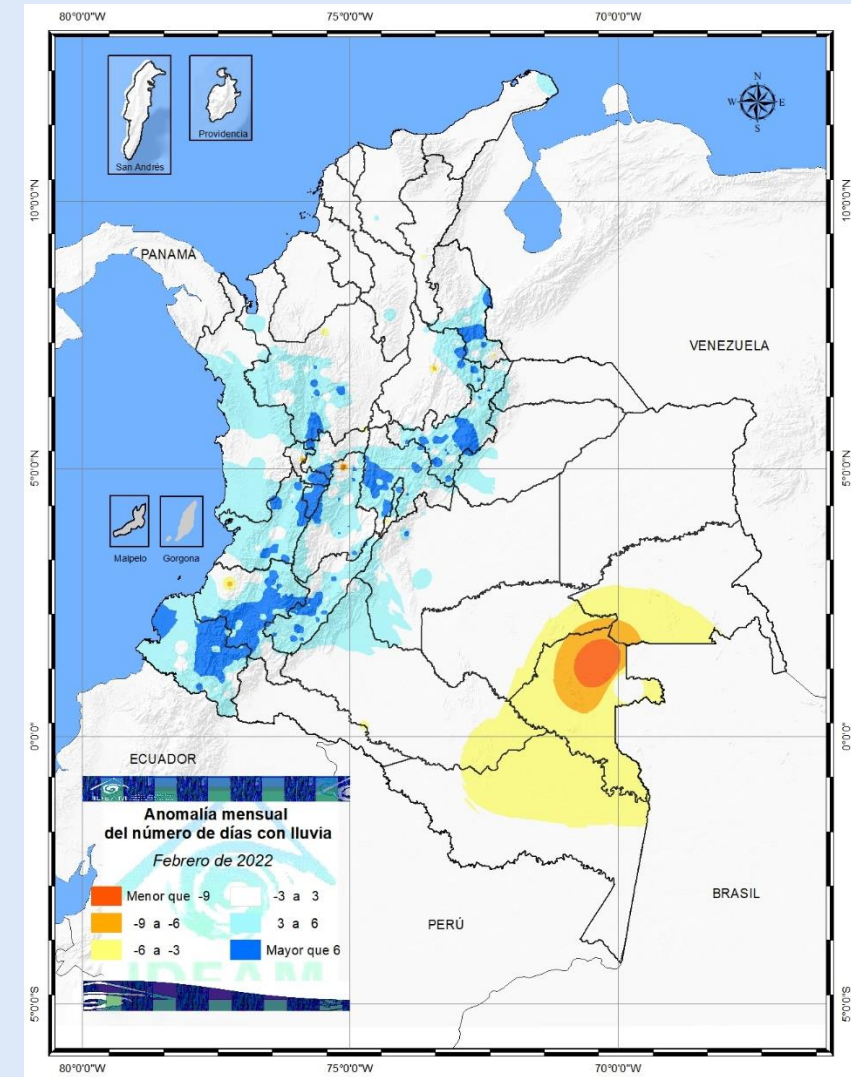 80°0'0"W 75°0'0"W 70°0'0"W
N
W E
S
San Andrés
Providencia
10°0'0"N 10°0'0"N
PANAMÁ
VENEZUELA
5°0'0"N 5°0'0"N
Malpelo Gorgona
0°0'0" 0°0'0"
ECUADOR
Anomalía mensual
del número de días con lluvia
Febrero de 2022
Menor que -9 -3 a 3
-9 a -6 3 a 6
-6 a -3 Mayor que 6
IDEAM
BRASIL
PERÚ
5°0'0"S 5°0'0"S
80°0'0"W 75°0'0"W 70°0'0"W